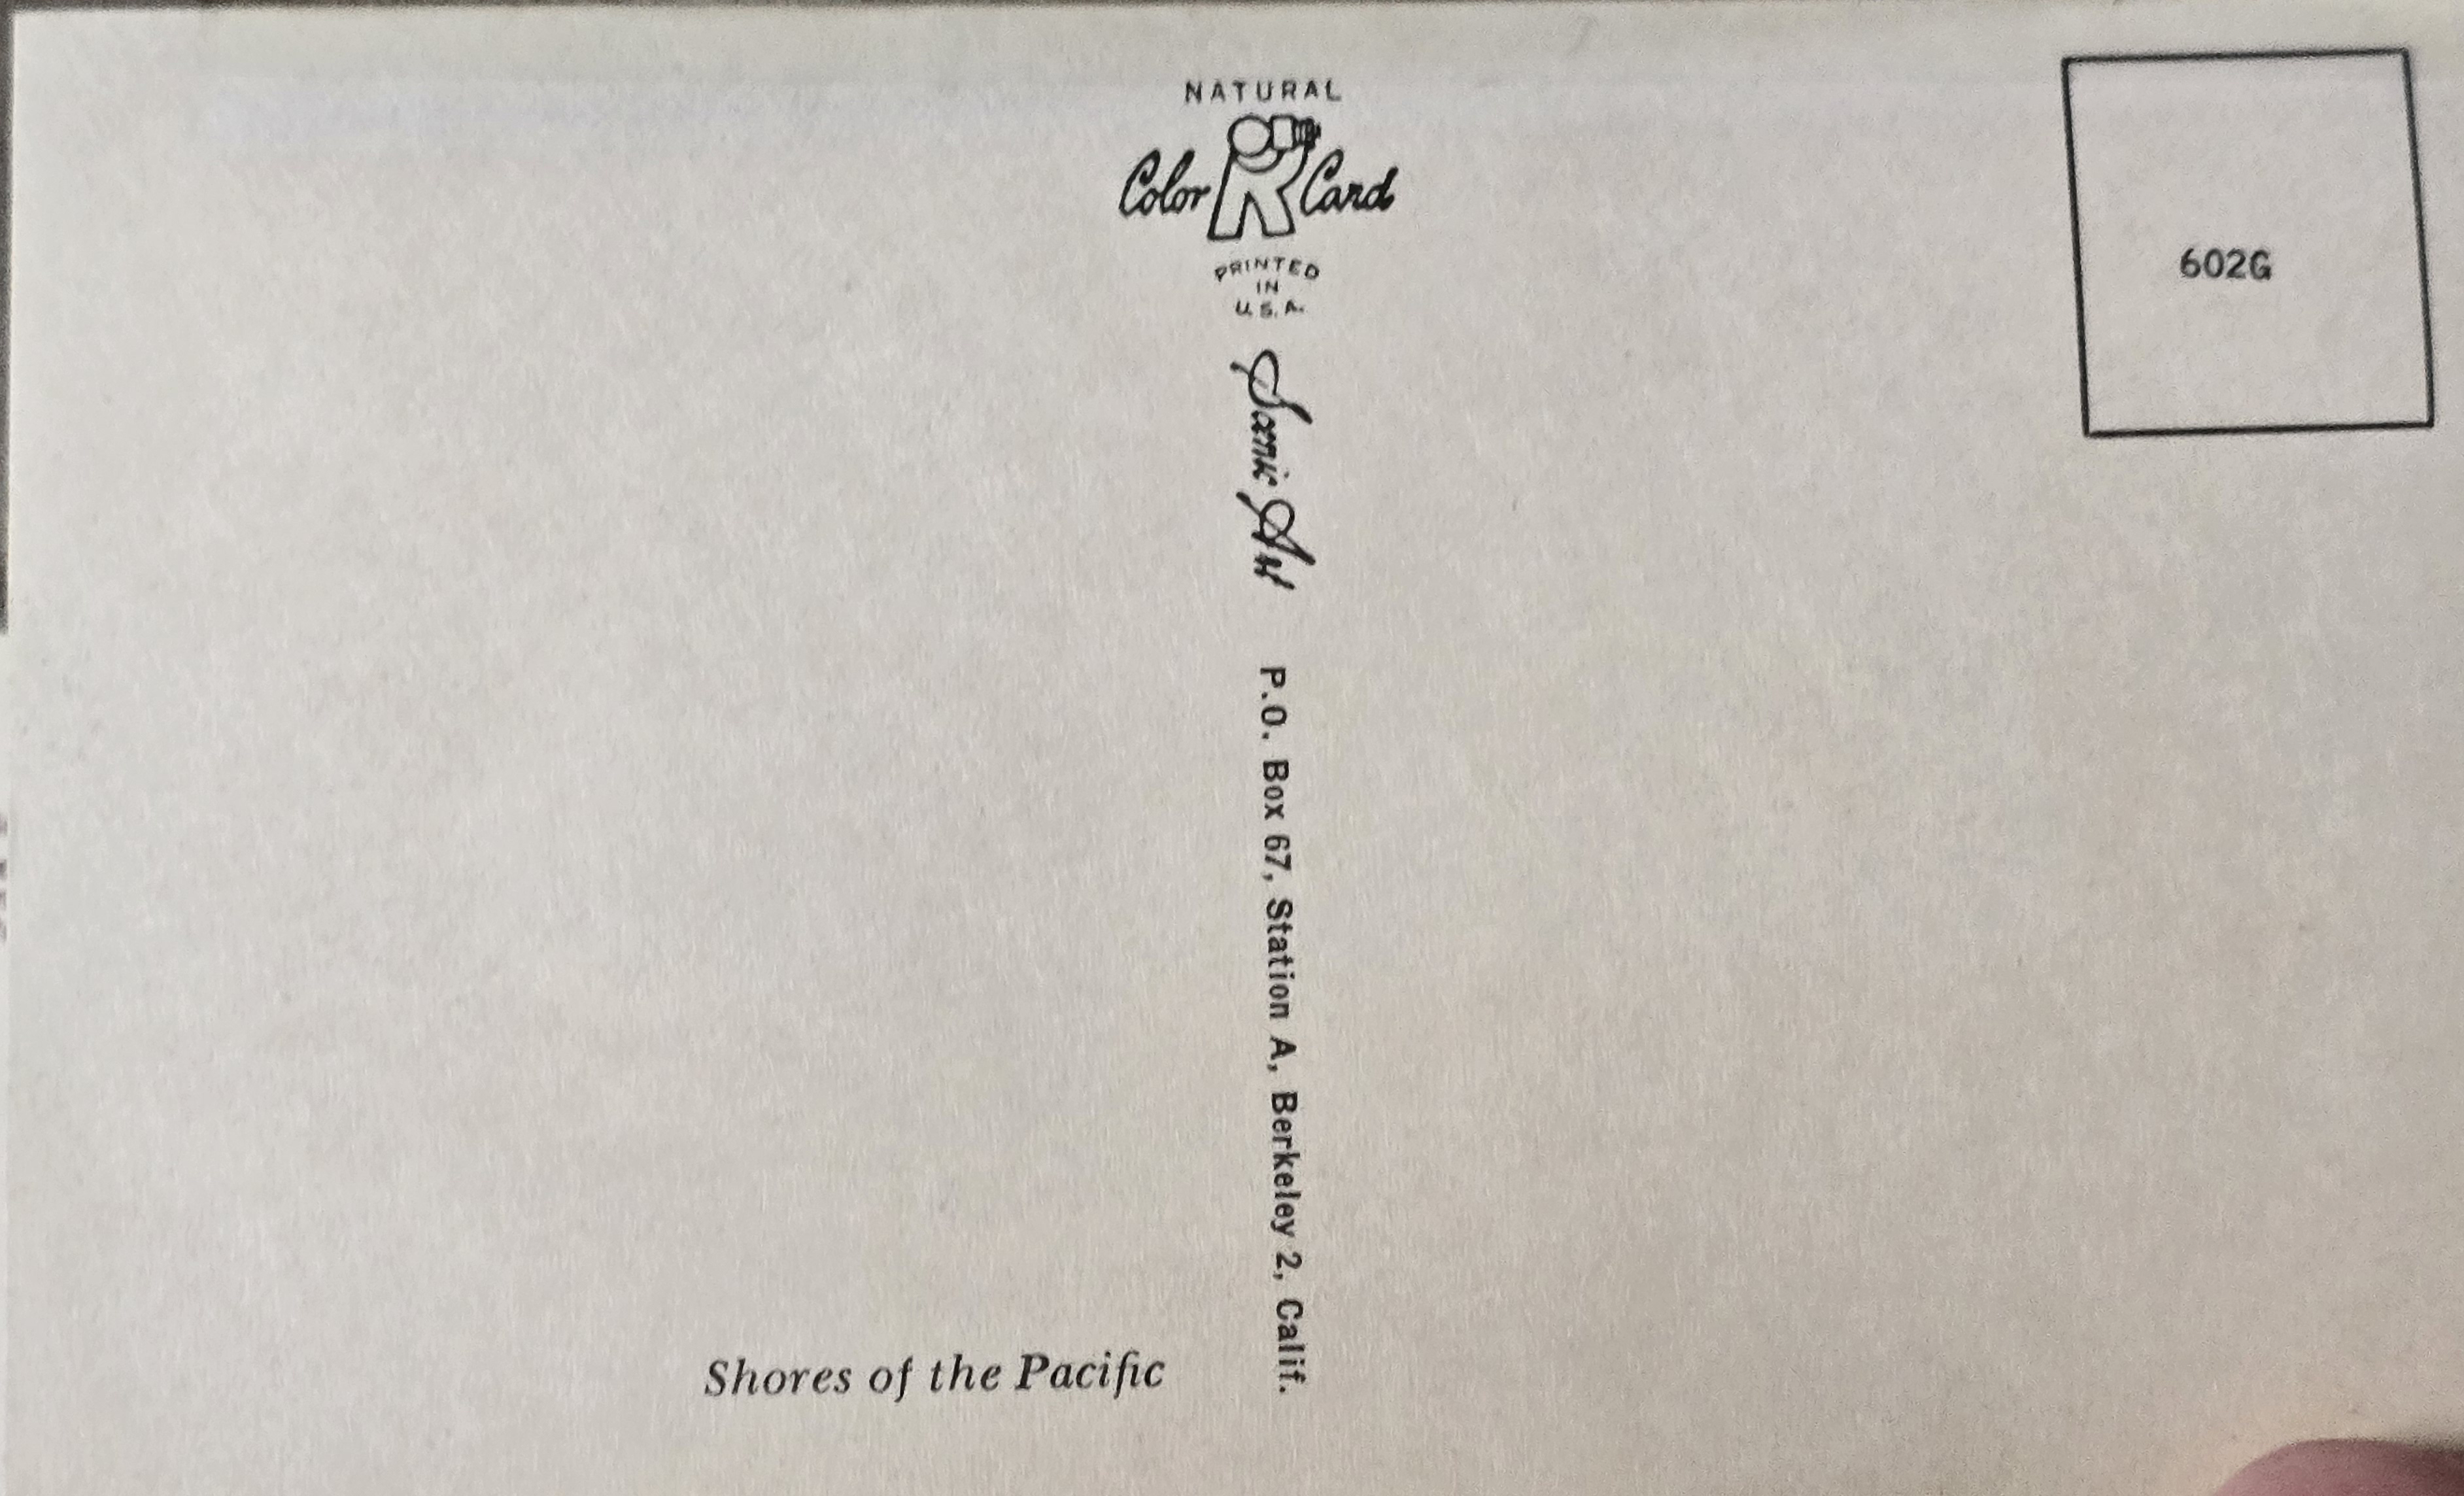 NATURAL
Color R Card
PRINTED
IN
U.S.A.
602G
Scenic Art
P.O. Box 67, Station A, Berkeley 2, Calif.
Shores of the Pacific